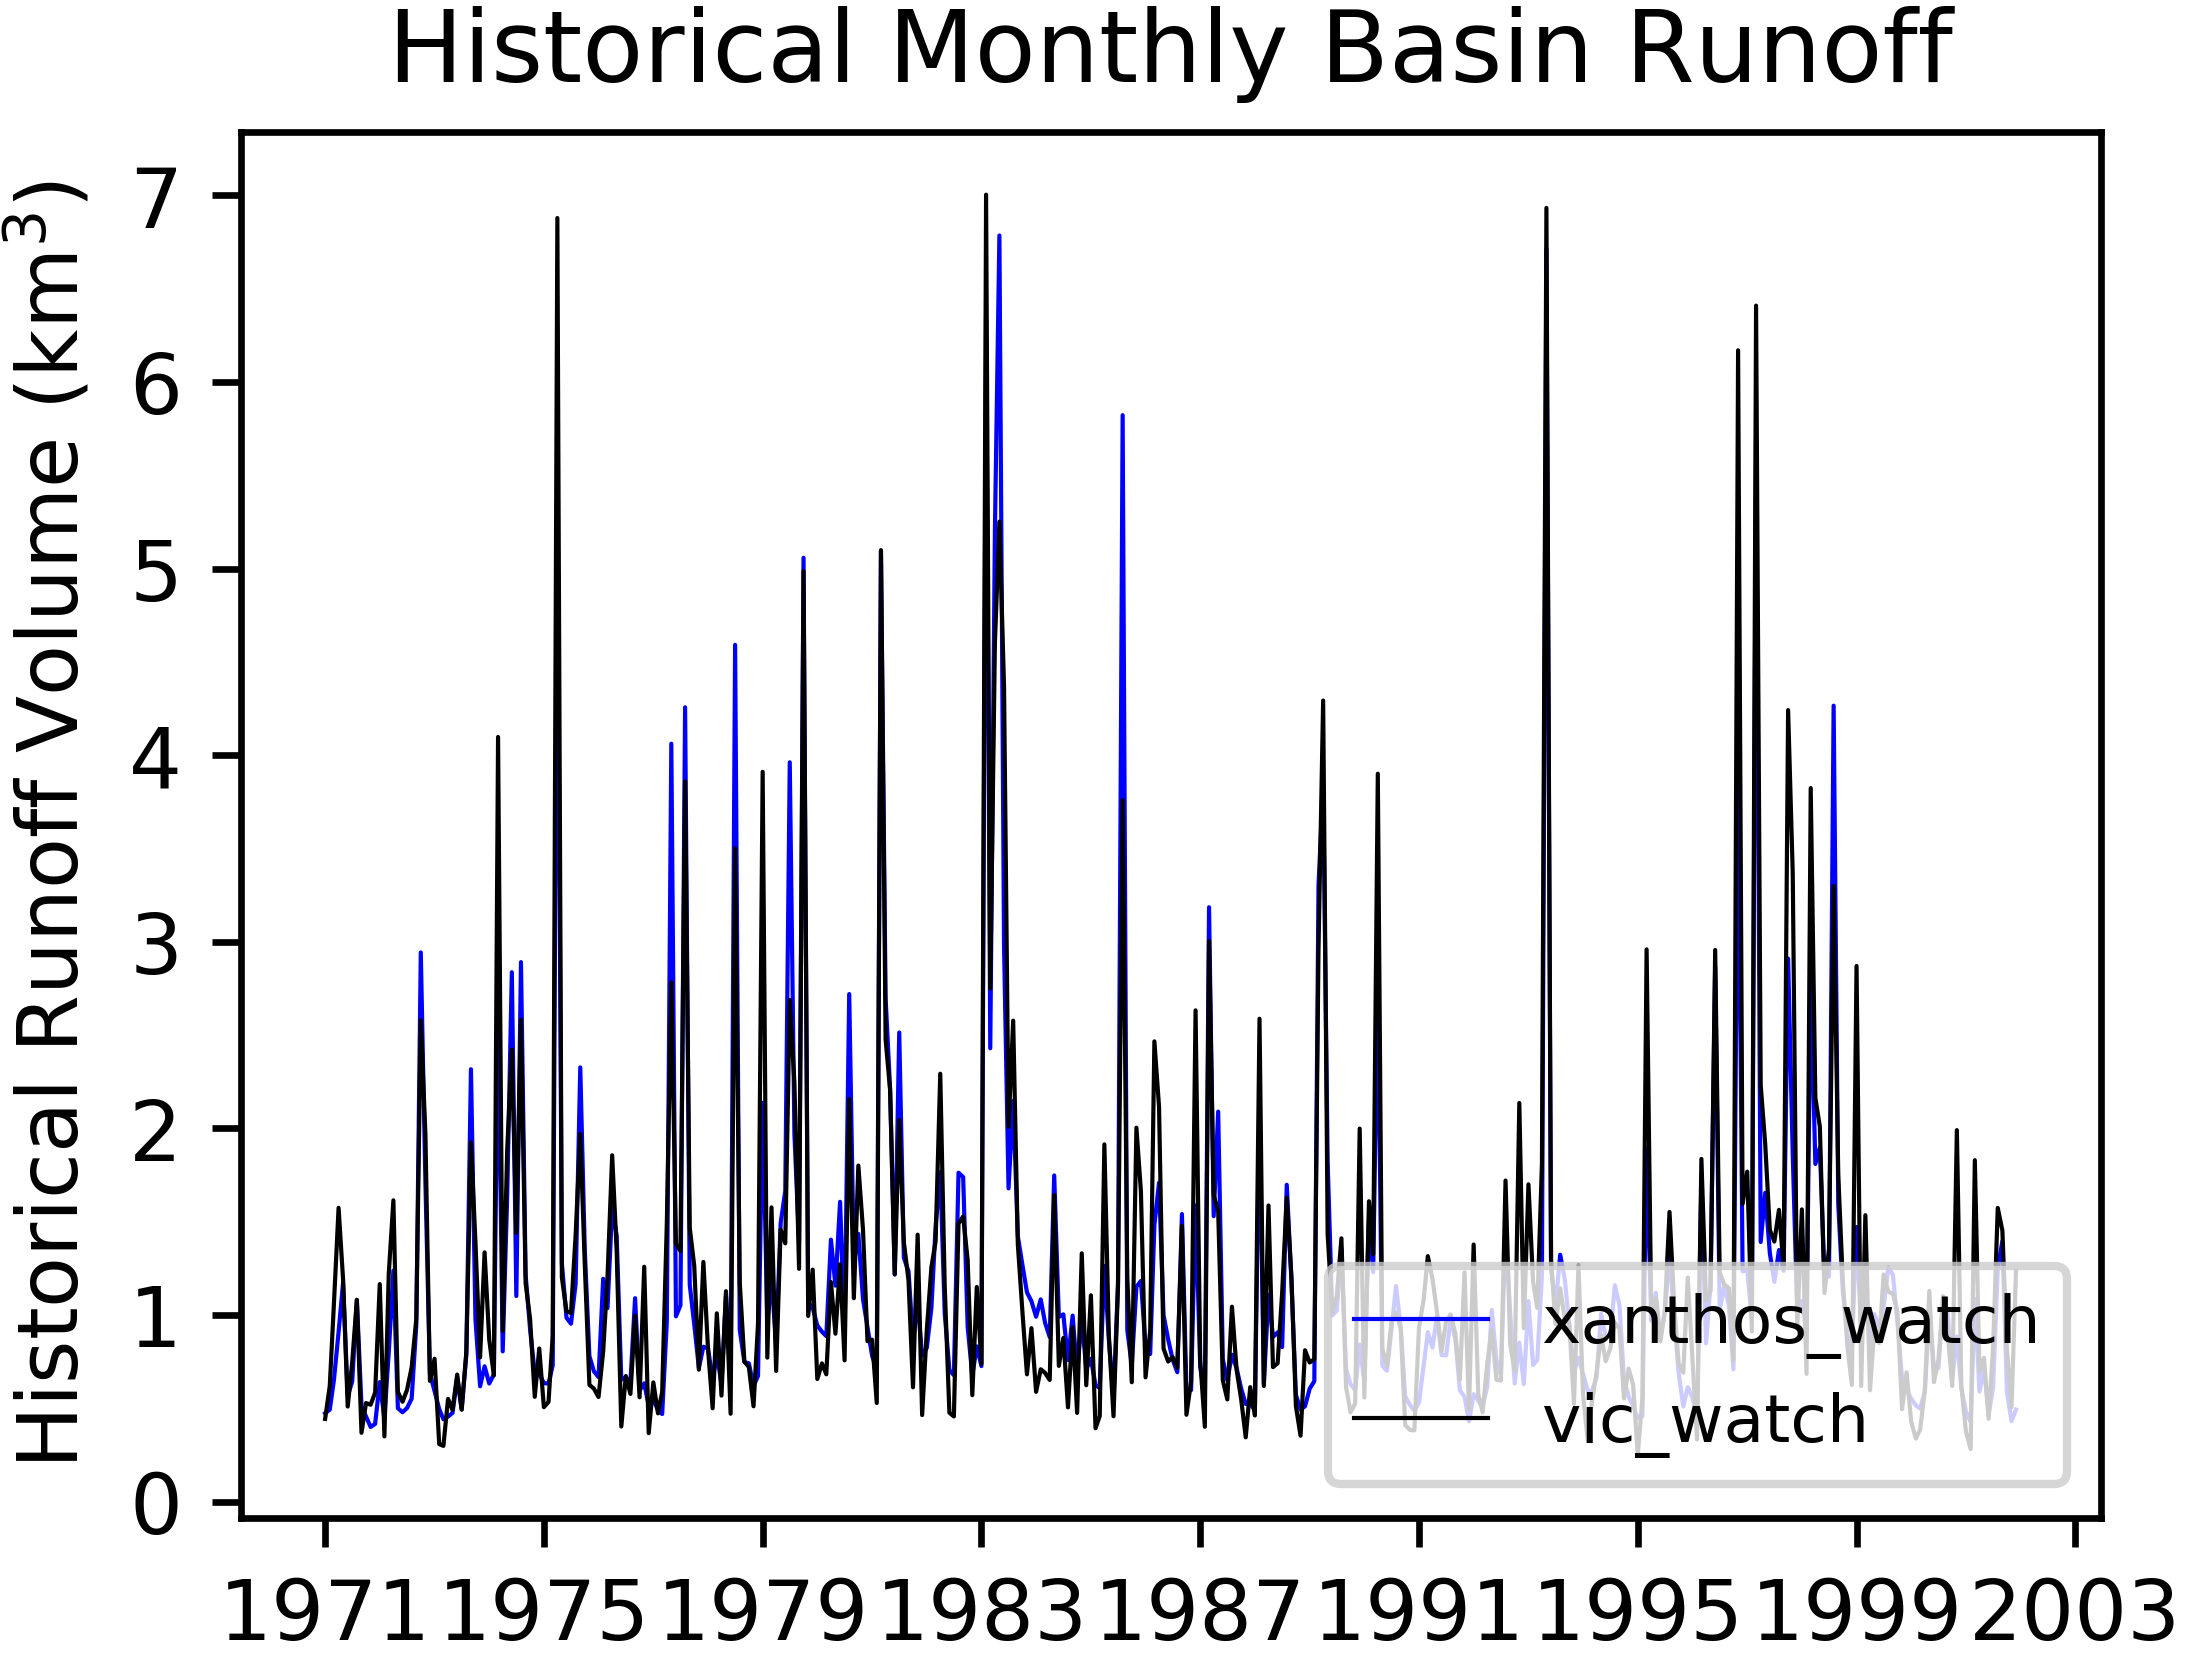 Historical Monthly Basin Runoff
Historical Runoff Volume (km³)
7
6
5
4
3
2
1
0
xanthos_watch
vic_watch
1971 1975 1979 1983 1987 1991 1995 1999 2003